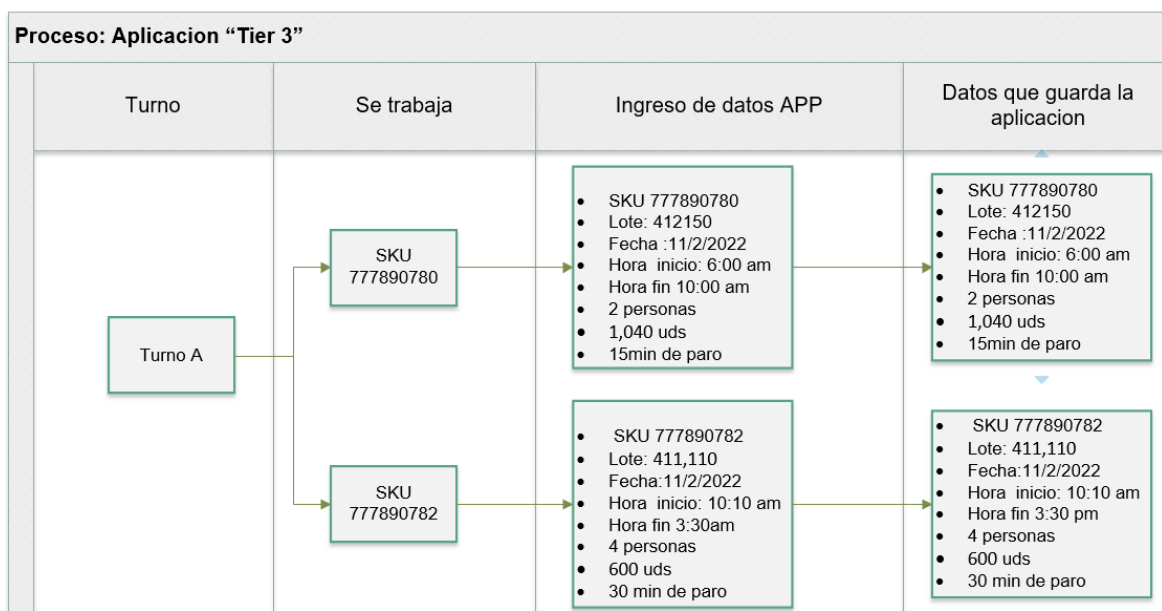 Proceso: Aplicacion “Tier 3”
Turno
Se trabaja
Ingreso de datos APP
Datos que guarda la
aplicacion
Turno A
SKU
777890780
• SKU 777890780
• Lote: 412150
• Fecha :11/2/2022
• Hora inicio: 6:00 am
• Hora fin 10:00 am
• 2 personas
• 1,040 uds
• 15min de paro
• SKU 777890780
• Lote: 412150
• Fecha :11/2/2022
• Hora inicio: 6:00 am
• Hora fin 10:00 am
• 2 personas
• 1,040 uds
• 15min de paro
SKU
777890782
• SKU 777890782
• Lote: 411,110
• Fecha:11/2/2022
• Hora inicio: 10:10 am
• Hora fin 3:30am
• 4 personas
• 600 uds
• 30 min de paro
• SKU 777890782
• Lote: 411,110
• Fecha:11/2/2022
• Hora inicio: 10:10 am
• Hora fin 3:30 pm
• 4 personas
• 600 uds
• 30 min de paro